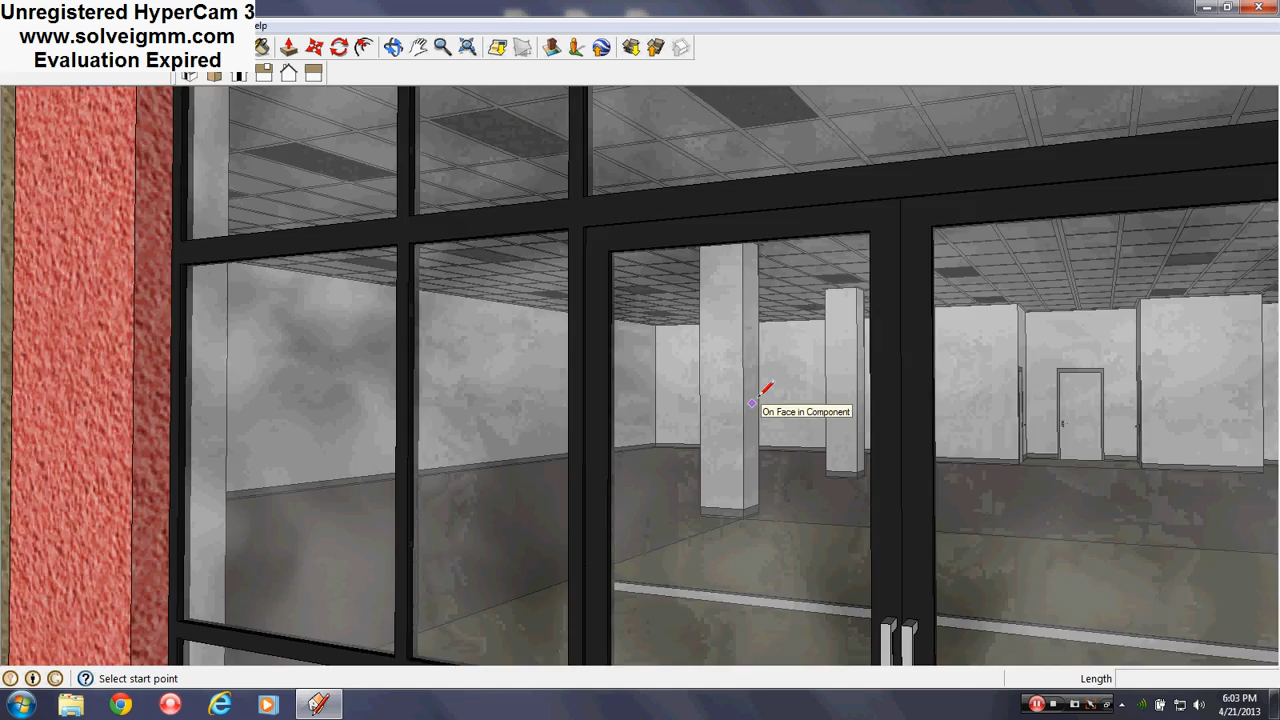 Unregistered HyperCam 3
www.solveigmm.com
Evaluation Expired
elp
On Face in Component
Select start point
Length
6:03 PM
4/21/2013